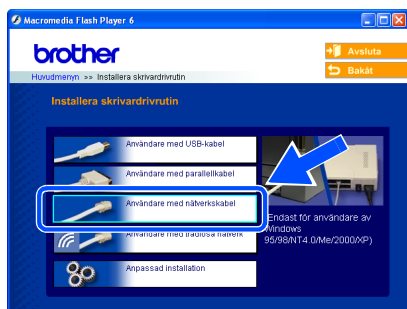 Macromedia Flash Player 6
brother
Avsluta
Bakåt
Huvudmenyn >> Installera skrivardrivrutin
Installera skrivardrivrutin
Användare med USB-kabel
Användare med parallellkabel
Användare med nätverkskabel
Användare med trådlösa nätverk
Anpassad installation
(Endast för användare av
Windows
95/98/NT4.0/Me/2000/XP)